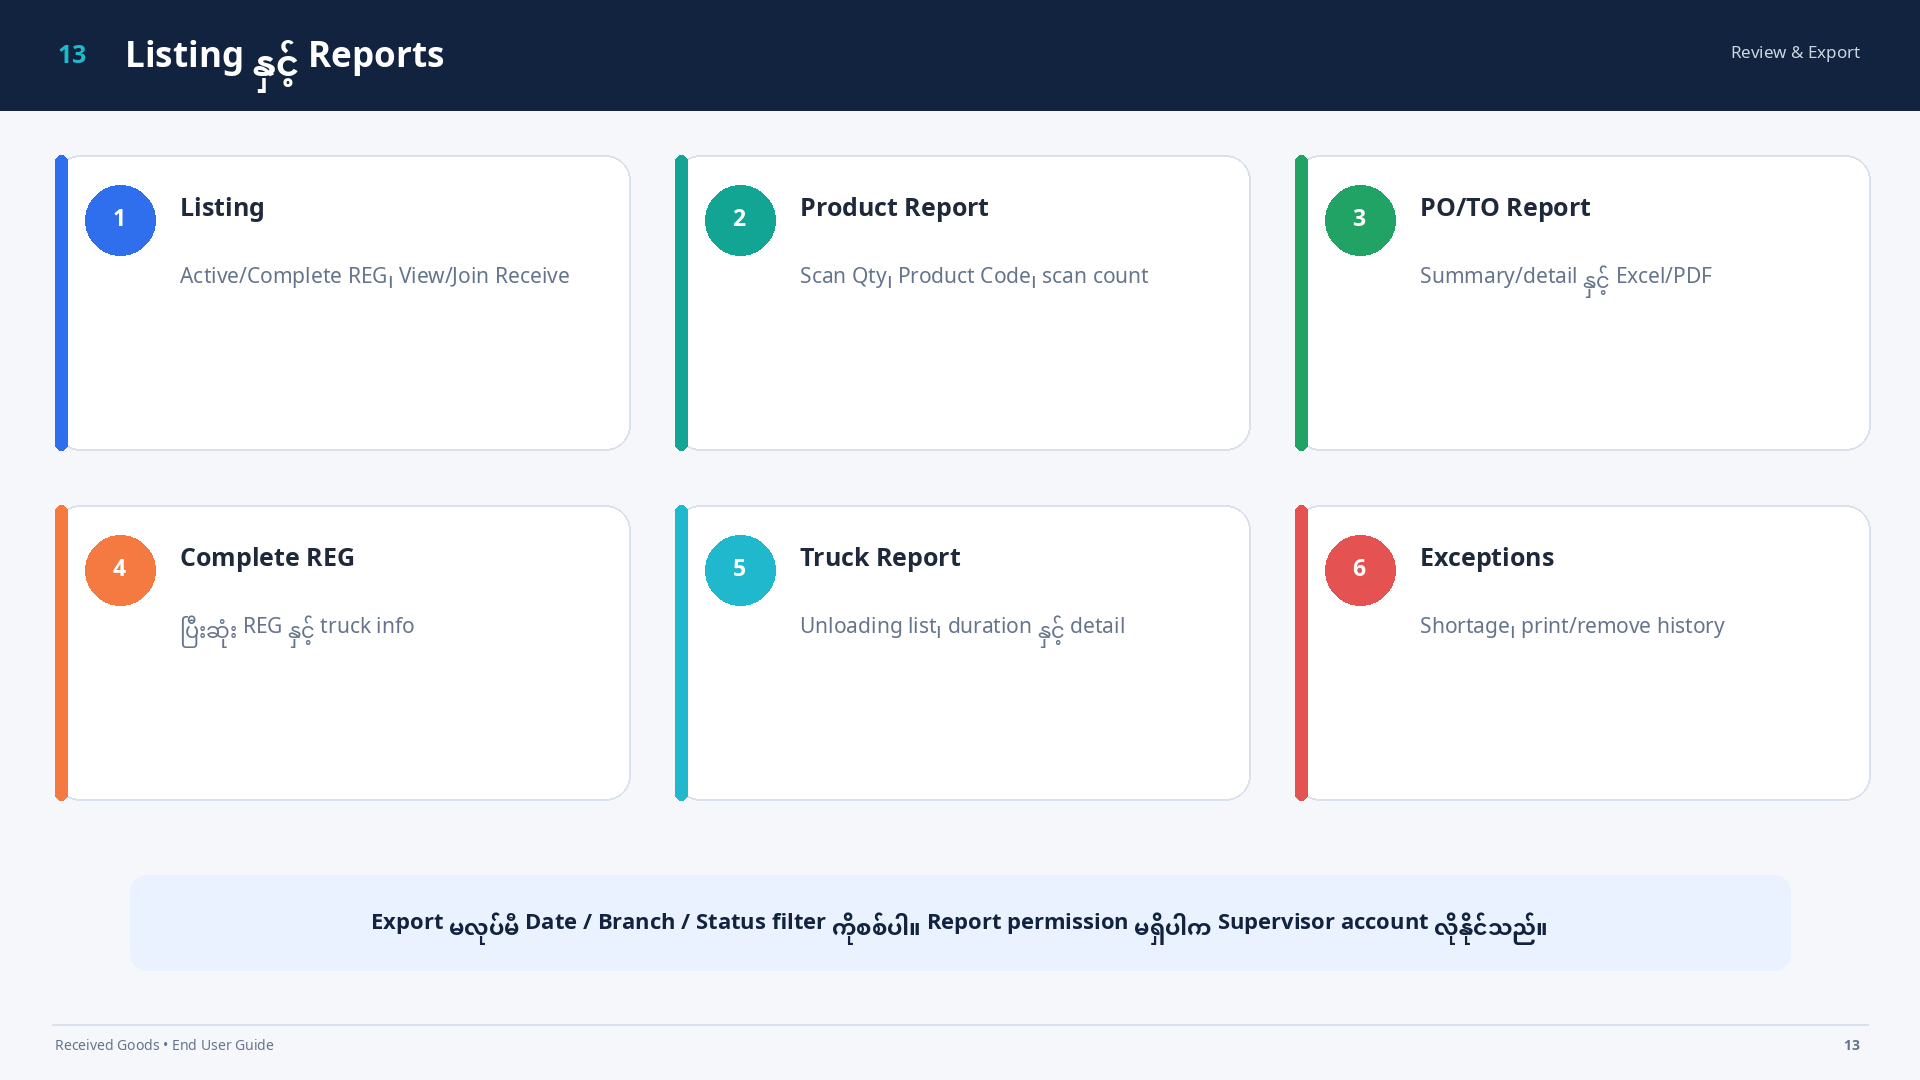 13
Listing နှင့် Reports
Review & Export
1
Listing
Active/Complete REG၊ View/Join Receive
2
Product Report
Scan Qty၊ Product Code၊ scan count
3
PO/TO Report
Summary/detail နှင့် Excel/PDF
4
Complete REG
ပြီးဆုံး REG နှင့် truck info
5
Truck Report
Unloading list၊ duration နှင့် detail
6
Exceptions
Shortage၊ print/remove history
Export မလုပ်မီ Date / Branch / Status filter ကိုစစ်ပါ။ Report permission မရှိပါက Supervisor account လိုနိုင်သည်။
Received Goods • End User Guide
13